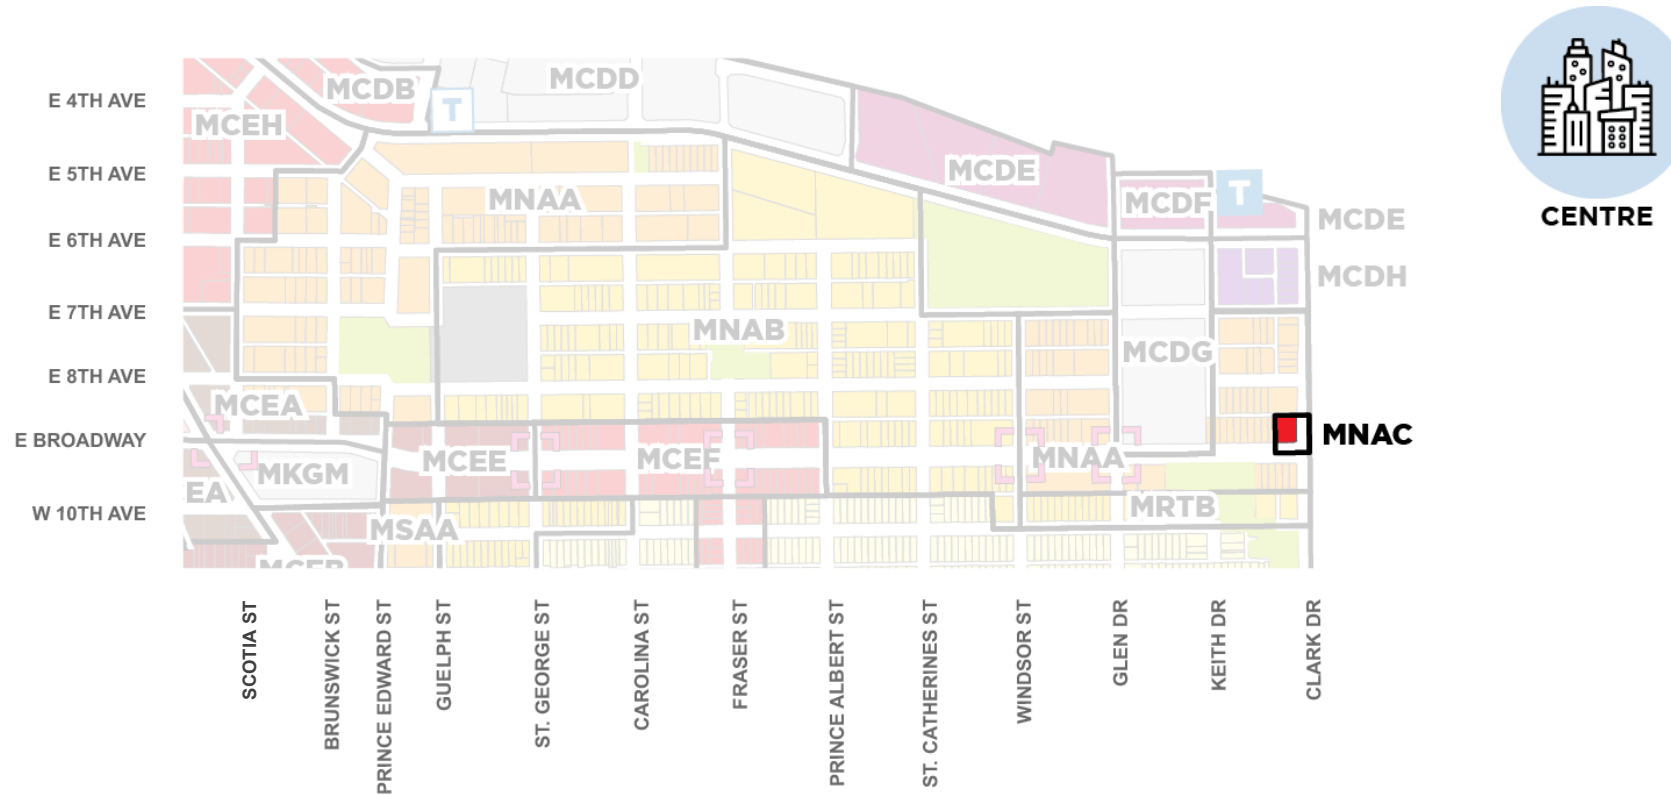 E 4TH AVE
E 5TH AVE
E 6TH AVE
E 7TH AVE
E 8TH AVE
E BROADWAY
W 10TH AVE
MCDB
MCDD
T
MCEH
MCDE
T
MCDF
MCDE
MNAA
MCDH
MNAB
MCDG
MCEA
MNAC
MCEE
MCEF
MNAA
MKGM
EA
MRTB
MSAA
MCEB
CENTRE
SCOTIA ST
BRUNSWICK ST
PRINCE EDWARD ST
GUELPH ST
ST. GEORGE ST
CAROLINA ST
FRASER ST
PRINCE ALBERT ST
ST. CATHERINES ST
WINDSOR ST
GLEN DR
KEITH DR
CLARK DR